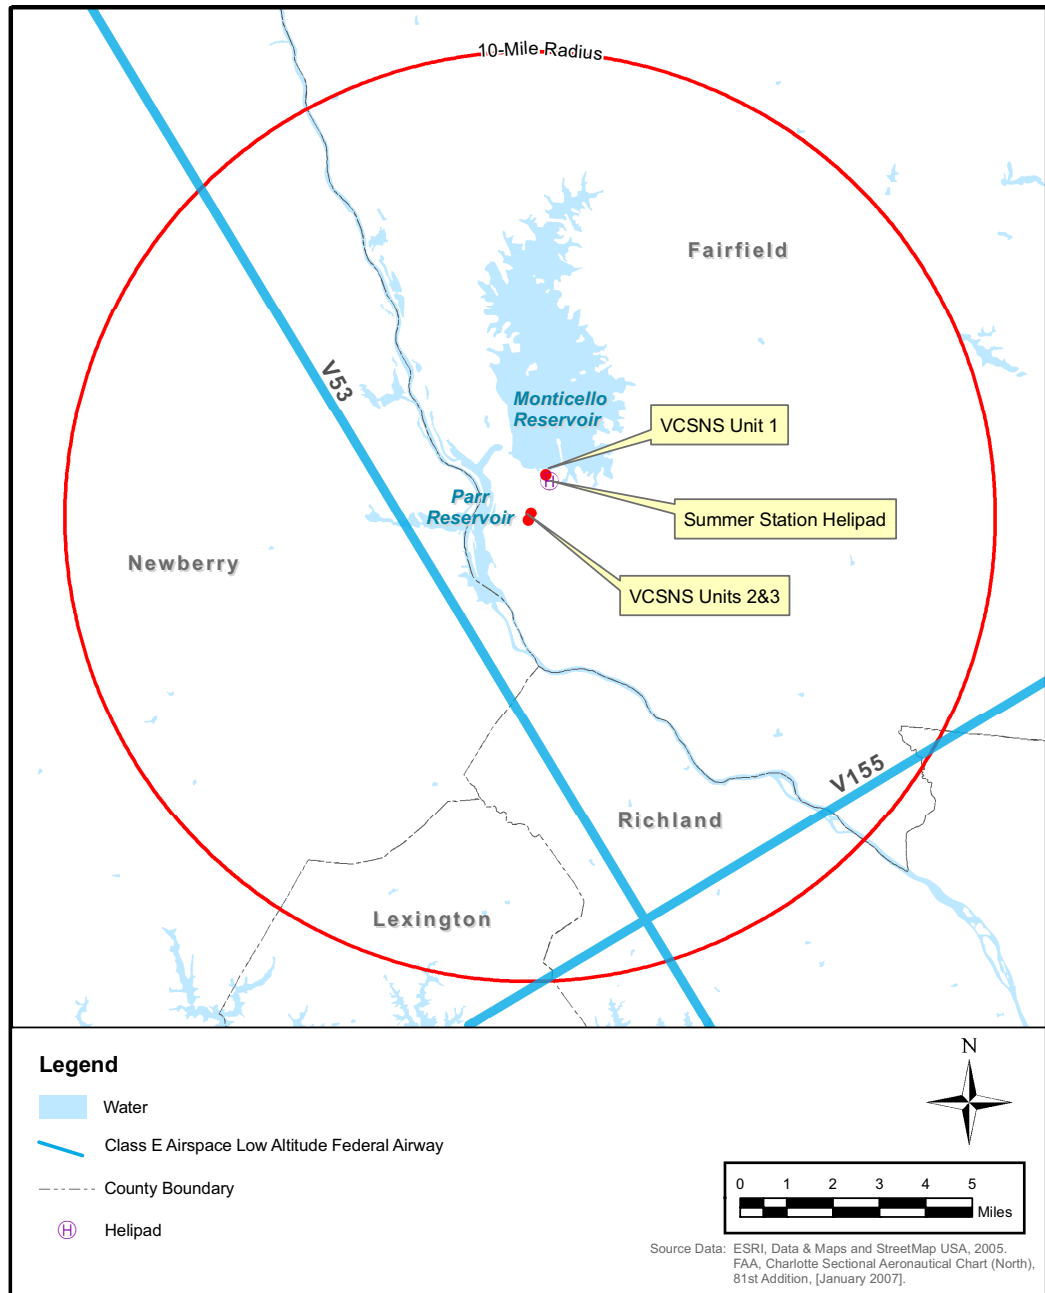 10-Mile Radius
Fairfield
V53
Monticello
Reservoir
VCSNS Unit 1
Parr
Reservoir
Summer Station Helipad
H
Newberry
VCSNS Units 2&3
V155
Richland
Lexington
Legend
Water
Class E Airspace Low Altitude Federal Airway
County Boundary
H Helipad
N
0 1 2 3 4 5
Miles
Source Data: ESRI, Data & Maps and StreetMap USA, 2005.
FAA, Charlotte Sectional Aeronautical Chart (North),
81st Addition, [January 2007].